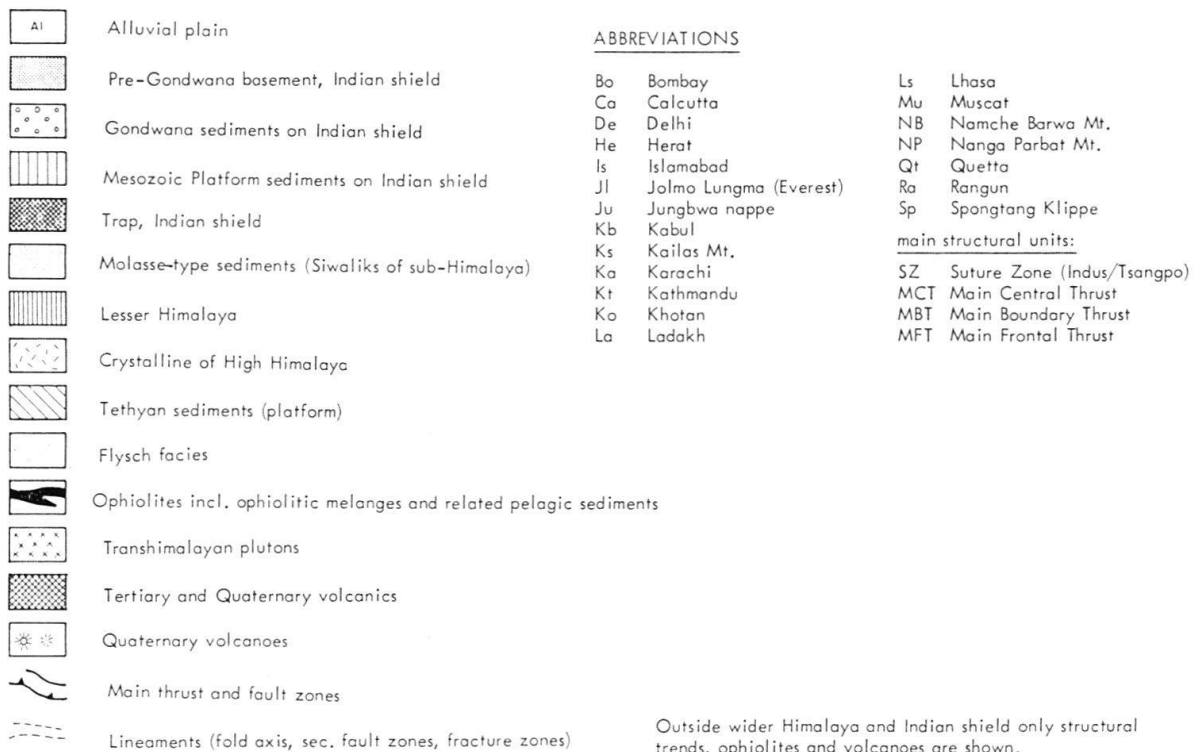 Al
Alluvial plain
Pre-Gondwana basement, Indian shield
Gondwana sediments on Indian shield
Mesozoic Platform sediments on Indian shield
Trap, Indian shield
Molasse-type sediments (Siwaliks of sub-Himalaya)
Lesser Himalaya
Crystalline of High Himalaya
Tethyan sediments (platform)
Flysch facies
Ophiolites incl. ophiolitic melanges and related pelagic sediments
Transhimalayan plutons
Tertiary and Quaternary volcanics
Quaternary volcanoes
Main thrust and fault zones
Lineaments (fold axis, sec. fault zones, fracture zones)
ABBREVIATIONS
Bo Bombay
Ca Calcutta
De Delhi
He Herat
Is Islamabad
Jl Jolmo Lungma (Everest)
Ju Jungbwa nappe
Kb Kabul
Ks Kailas Mt.
Ka Karachi
Kt Kathmandu
Ko Khotan
La Ladakh
Ls Lhasa
Mu Muscat
NB Namche Barwa Mt.
NP Nanga Parbat Mt.
Qt Quetta
Ra Rangun
Sp Spongtang Klippe
main structural units:
SZ Suture Zone (Indus/Tsangpo)
MCT Main Central Thrust
MBT Main Boundary Thrust
MFT Main Frontal Thrust
Outside wider Himalaya and Indian shield only structural
trends, ophiolites and volcanoes are shown.